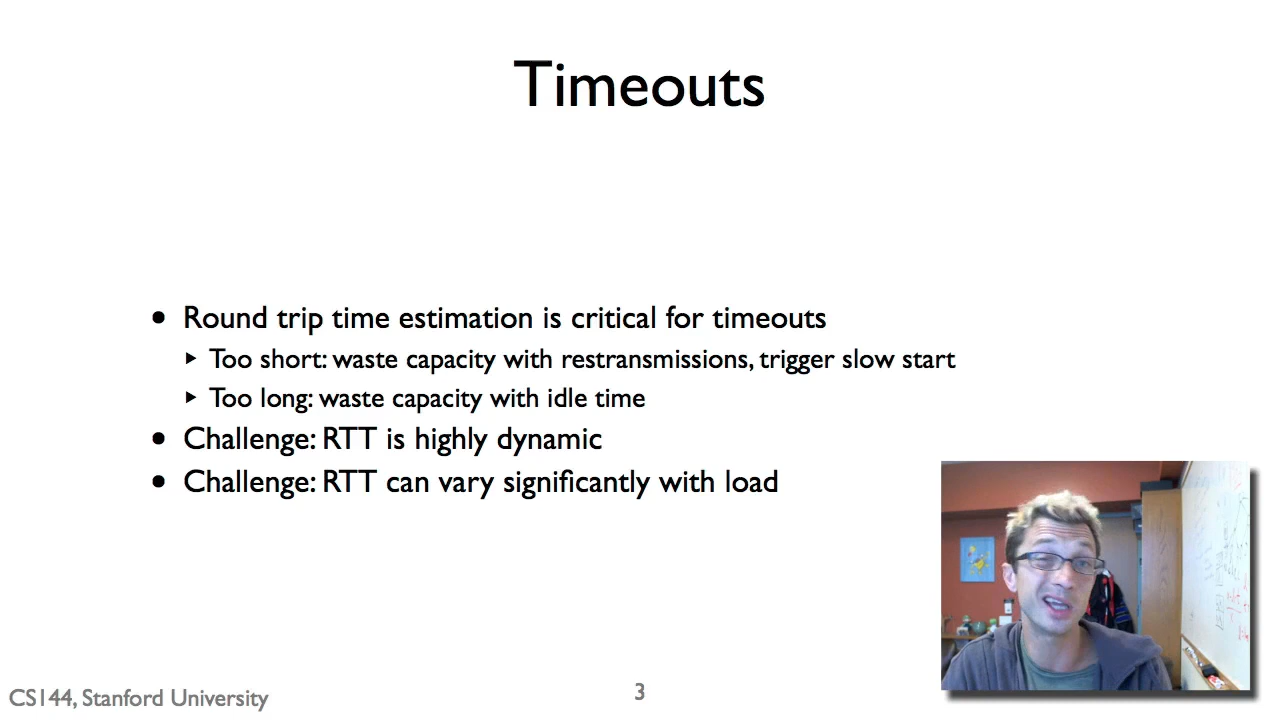 Timeouts
• Round trip time estimation is critical for timeouts
‣ Too short: waste capacity with restransmissions, trigger slow start
‣ Too long: waste capacity with idle time
• Challenge: RTT is highly dynamic
• Challenge: RTT can vary significantly with load
CS144, Stanford University
3